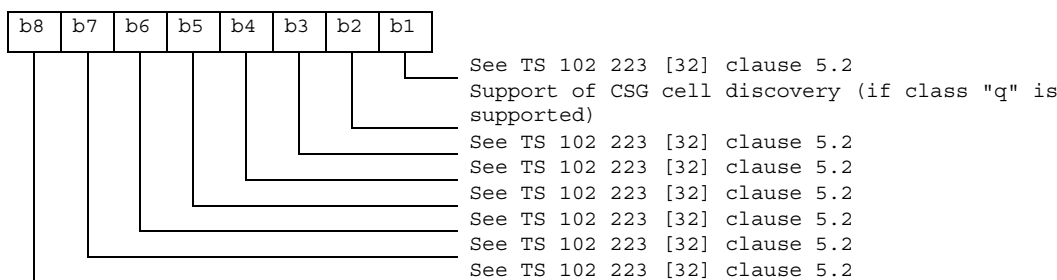 b8 b7 b6 b5 b4 b3 b2 b1
See TS 102 223 [32] clause 5.2
Support of CSG cell discovery (if class "q" is
supported)
See TS 102 223 [32] clause 5.2
See TS 102 223 [32] clause 5.2
See TS 102 223 [32] clause 5.2
See TS 102 223 [32] clause 5.2
See TS 102 223 [32] clause 5.2
See TS 102 223 [32] clause 5.2